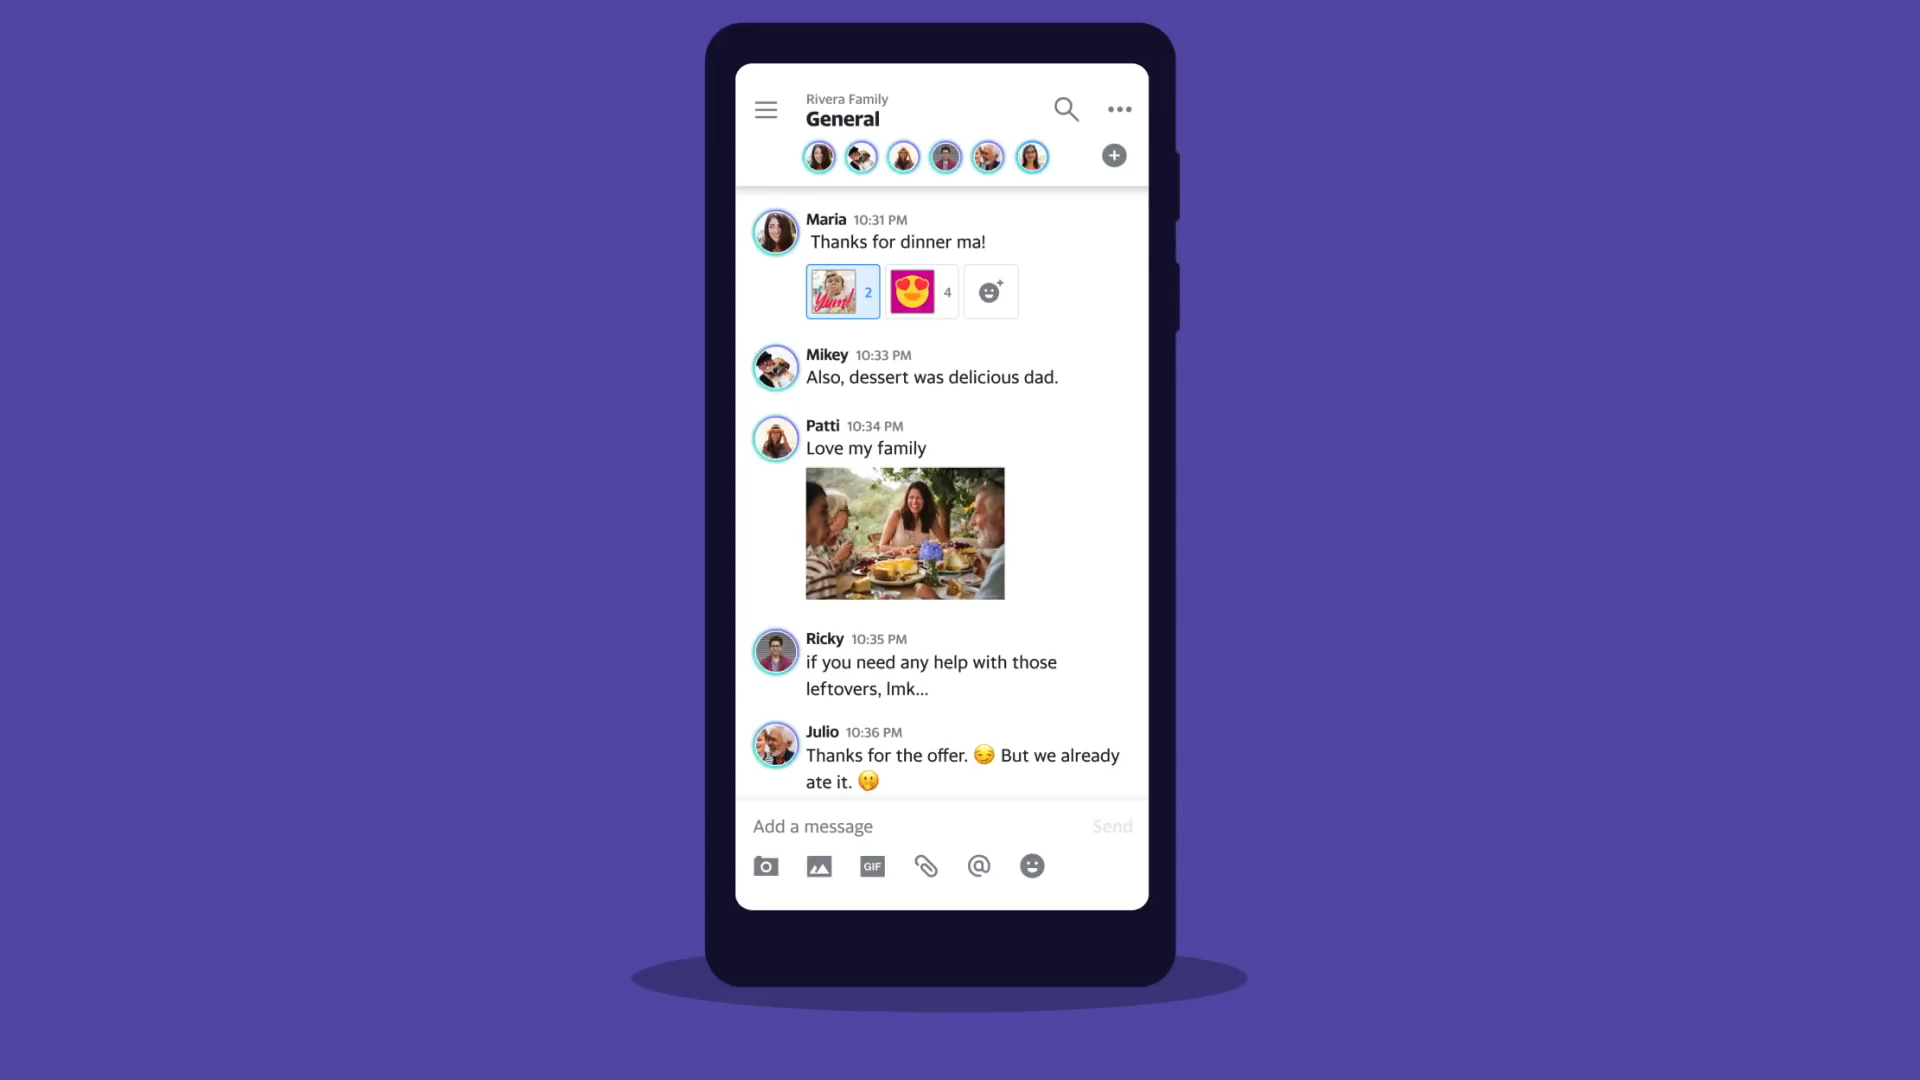 Rivera Family
General
Maria 10:31 PM
Thanks for dinner ma!
Yum! 2 4
Mikey 10:33 PM
Also, dessert was delicious dad.
Patti 10:34 PM
Love my family
Ricky 10:35 PM
if you need any help with those
leftovers, lmk...
Julio 10:36 PM
Thanks for the offer. 😏 But we already
ate it. 🤭
Add a message Send
GIF @